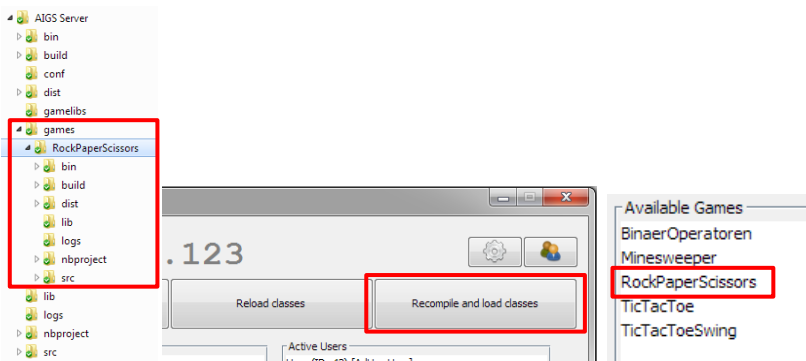 AIGS Server
bin
build
conf
dist
gamelibs
games
RockPaperScissors
bin
build
dist
lib
logs
nbproject
src
lib
logs
nbproject
src
.123
Reload classes
Recompile and load classes
Active Users
Available Games
BinaerOperatoren
Minesweeper
RockPaperScissors
TicTacToe
TicTacToeSwing